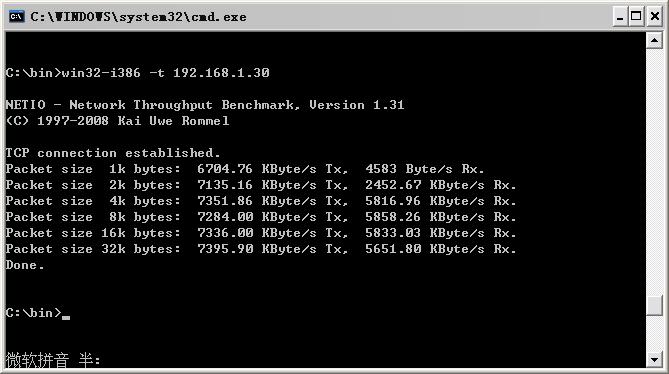 C:\WINDOWS\system32\cmd.exe
C:\bin>win32-i386 -t 192.168.1.30
NETIO - Network Throughput Benchmark, Version 1.31
(C) 1997-2008 Kai Uwe Rommel
TCP connection established.
Packet size  1k bytes:  6704.76 KByte/s Tx,  4583 Byte/s Rx.
Packet size  2k bytes:  7135.16 KByte/s Tx,  2452.67 KByte/s Rx.
Packet size  4k bytes:  7351.86 KByte/s Tx,  5816.96 KByte/s Rx.
Packet size  8k bytes:  7284.00 KByte/s Tx,  5858.26 KByte/s Rx.
Packet size 16k bytes:  7336.00 KByte/s Tx,  5833.03 KByte/s Rx.
Packet size 32k bytes:  7395.90 KByte/s Tx,  5651.80 KByte/s Rx.
Done.
C:\bin>_
微软拼音 半: